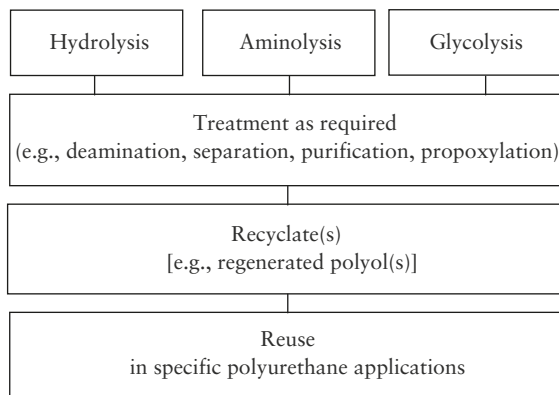 Hydrolysis Aminolysis Glycolysis
Treatment as required
(e.g., deamination, separation, purification, propoxylation)
Recyclate(s)
[e.g., regenerated polyol(s)]
Reuse
in specific polyurethane applications